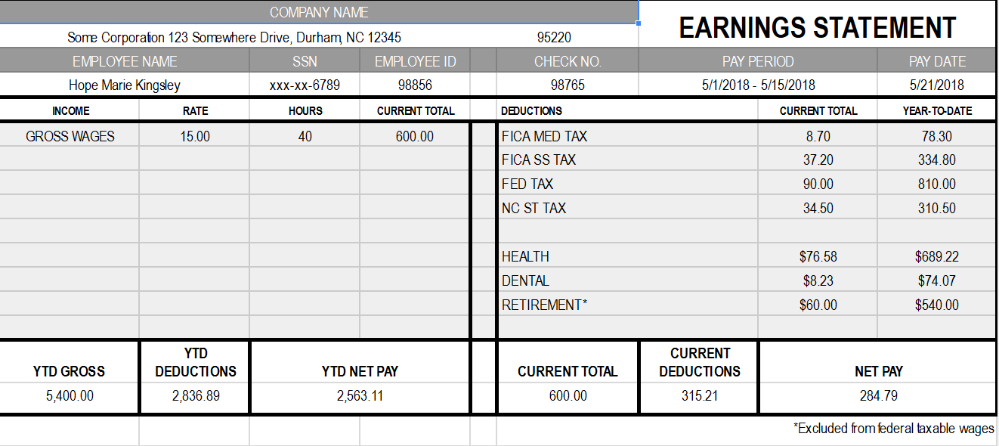 COMPANY NAME
EARNINGS STATEMENT
Some Corporation 123 Somewhere Drive, Durham, NC 12345 95220
EMPLOYEE NAME SSN EMPLOYEE ID CHECK NO. PAY PERIOD PAY DATE
Hope Marie Kingsley xxx-xx-6789 98856 98765 5/1/2018 - 5/15/2018 5/21/2018
INCOME RATE HOURS CURRENT TOTAL DEDUCTIONS CURRENT TOTAL YEAR-TO-DATE
GROSS WAGES 15.00 40 600.00 FICA MED TAX 8.70 78.30
FICA SS TAX 37.20 334.80
FED TAX 90.00 810.00
NC ST TAX 34.50 310.50
HEALTH $76.58 $689.22
DENTAL $8.23 $74.07
RETIREMENT* $60.00 $540.00
YTD GROSS YTD DEDUCTIONS YTD NET PAY CURRENT TOTAL CURRENT DEDUCTIONS NET PAY
5,400.00 2,836.89 2,563.11 600.00 315.21 284.79
*Excluded from federal taxable wages